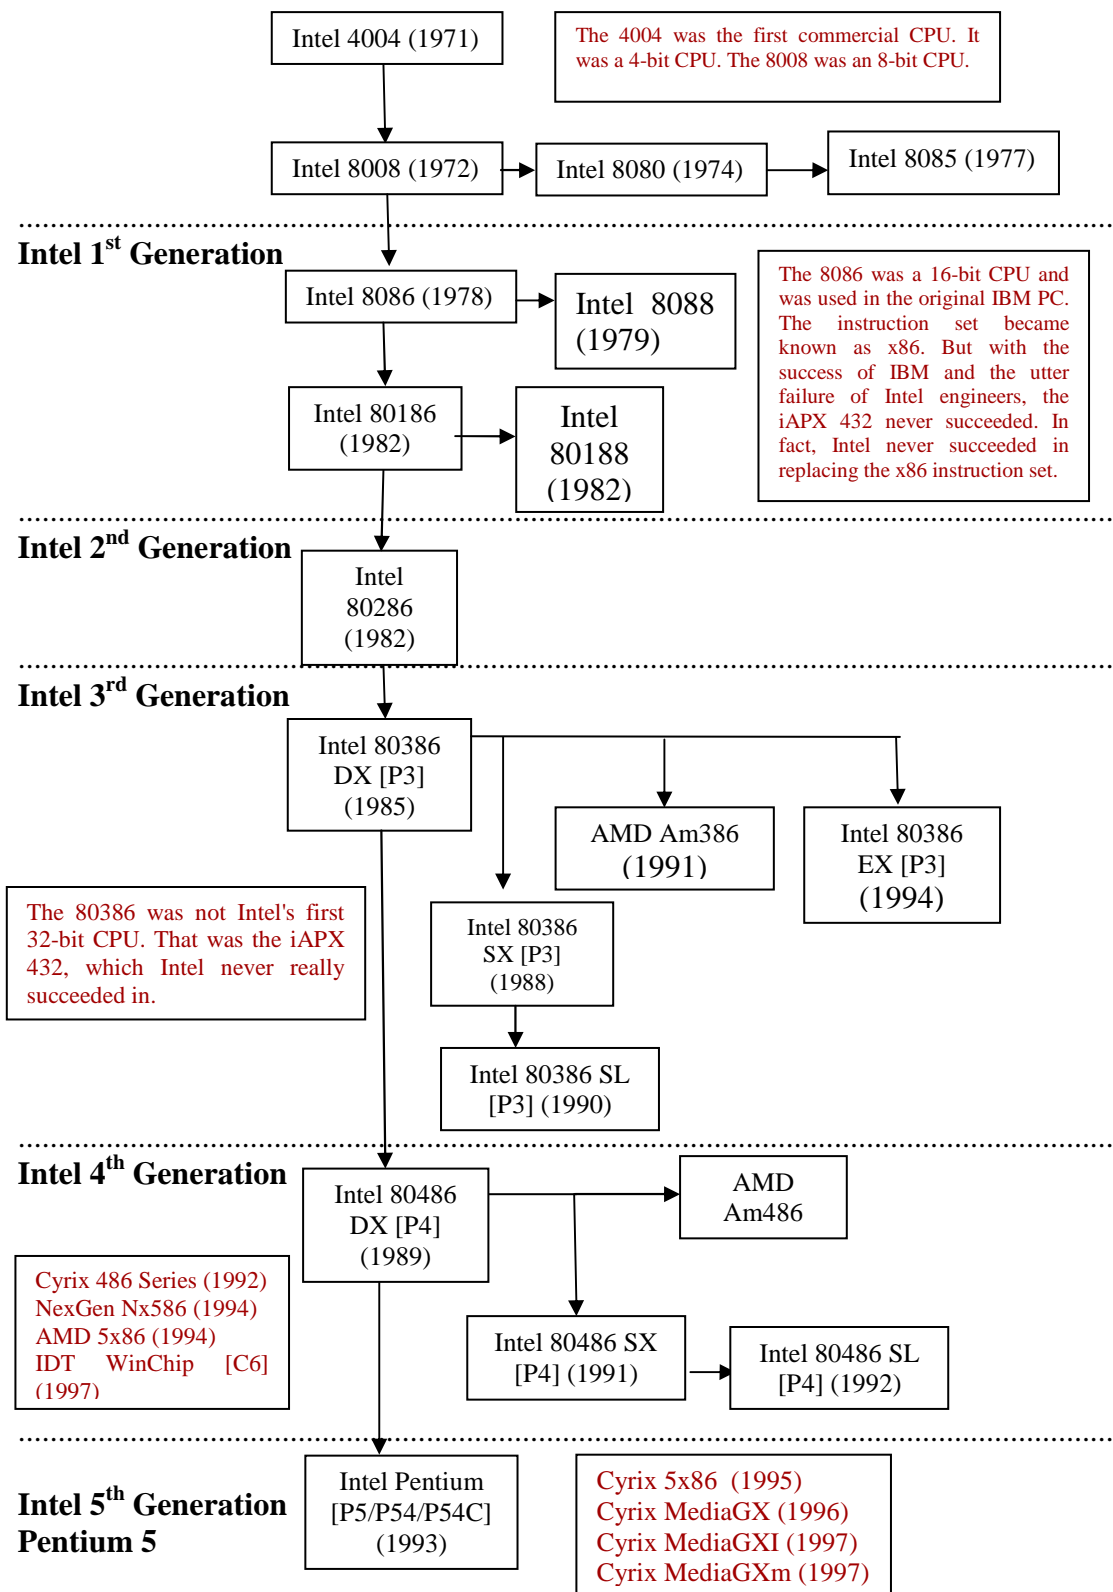 Intel 4004 (1971)
The 4004 was the first commercial CPU. It
was a 4-bit CPU. The 8008 was an 8-bit CPU.
Intel 8008 (1972)
Intel 8080 (1974)
Intel 8085 (1977)
Intel 1st Generation
Intel 8086 (1978)
Intel 8088
(1979)
The 8086 was a 16-bit CPU and
was used in the original IBM PC.
The instruction set became
known as x86. But with the
success of IBM and the utter
failure of Intel engineers, the
iAPX 432 never succeeded. In
fact, Intel never succeeded in
replacing the x86 instruction set.
Intel 80186
(1982)
Intel
80188
(1982)
Intel 2nd Generation
Intel
80286
(1982)
Intel 3rd Generation
Intel 80386
DX [P3]
(1985)
AMD Am386
(1991)
Intel 80386
EX [P3]
(1994)
The 80386 was not Intel's first
32-bit CPU. That was the iAPX
432, which Intel never really
succeeded in.
Intel 80386
SX [P3]
(1988)
Intel 80386 SL
[P3] (1990)
Intel 4th Generation
Intel 80486
DX [P4]
(1989)
AMD
Am486
Cyrix 486 Series (1992)
NexGen Nx586 (1994)
AMD 5x86 (1994)
IDT WinChip [C6]
(1997)
Intel 80486 SX
[P4] (1991)
Intel 80486 SL
[P4] (1992)
Intel 5th Generation
Pentium 5
Intel Pentium
[P5/P54/P54C]
(1993)
Cyrix 5x86 (1995)
Cyrix MediaGX (1996)
Cyrix MediaGXI (1997)
Cyrix MediaGXm (1997)